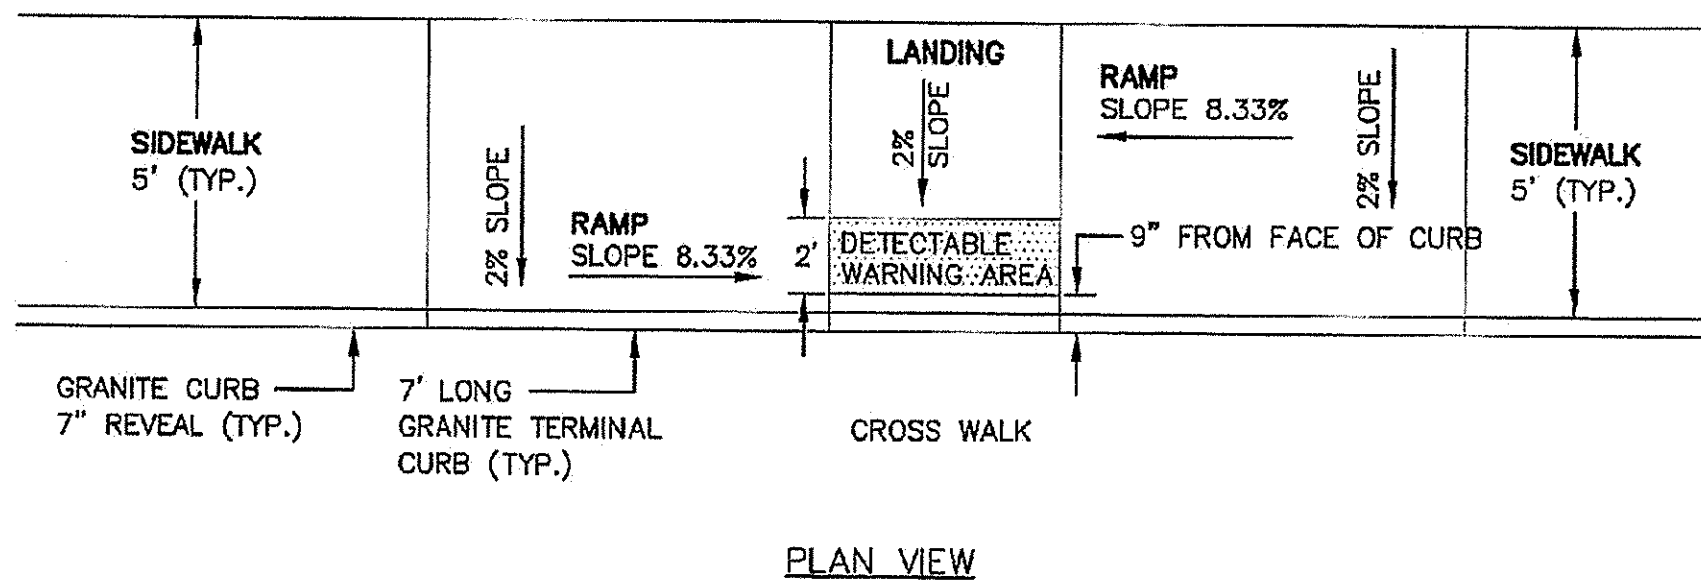 SIDEWALK
5' (TYP.)
2% SLOPE
RAMP
SLOPE 8.33%
LANDING
2%
SLOPE
2'
DETECTABLE
WARNING AREA
RAMP
SLOPE 8.33%
2% SLOPE
9" FROM FACE OF CURB
SIDEWALK
5' (TYP.)
GRANITE CURB
7" REVEAL (TYP.)
7' LONG
GRANITE TERMINAL
CURB (TYP.)
CROSS WALK
PLAN VIEW